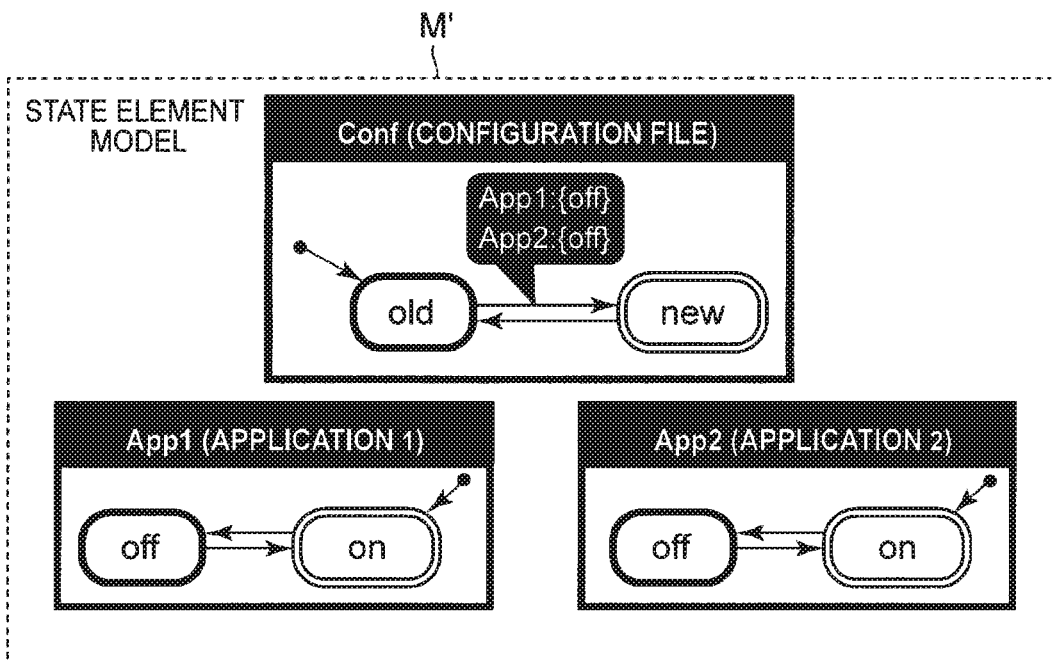 M'
STATE ELEMENT
MODEL
Conf (CONFIGURATION FILE)
App1:{off}
App2:{off}
old
new
App1 (APPLICATION 1)
off
on
App2 (APPLICATION 2)
off
on